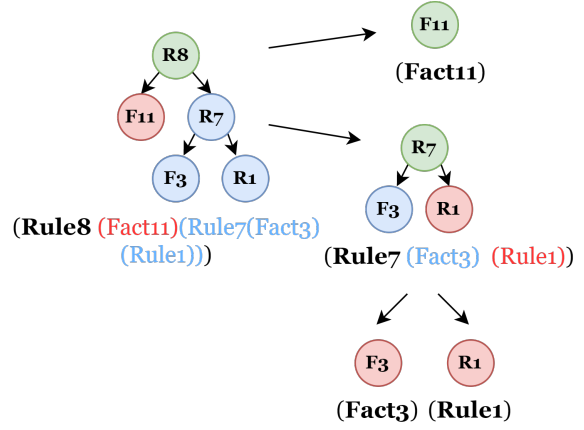 F11
R8
(Fact11)
F11
R7
R7
F3
R1
F3
R1
(Rule8 (Fact11)(Rule7(Fact3)
(Rule1)))
(Rule7 (Fact3) (Rule1))
F3
R1
(Fact3) (Rule1)